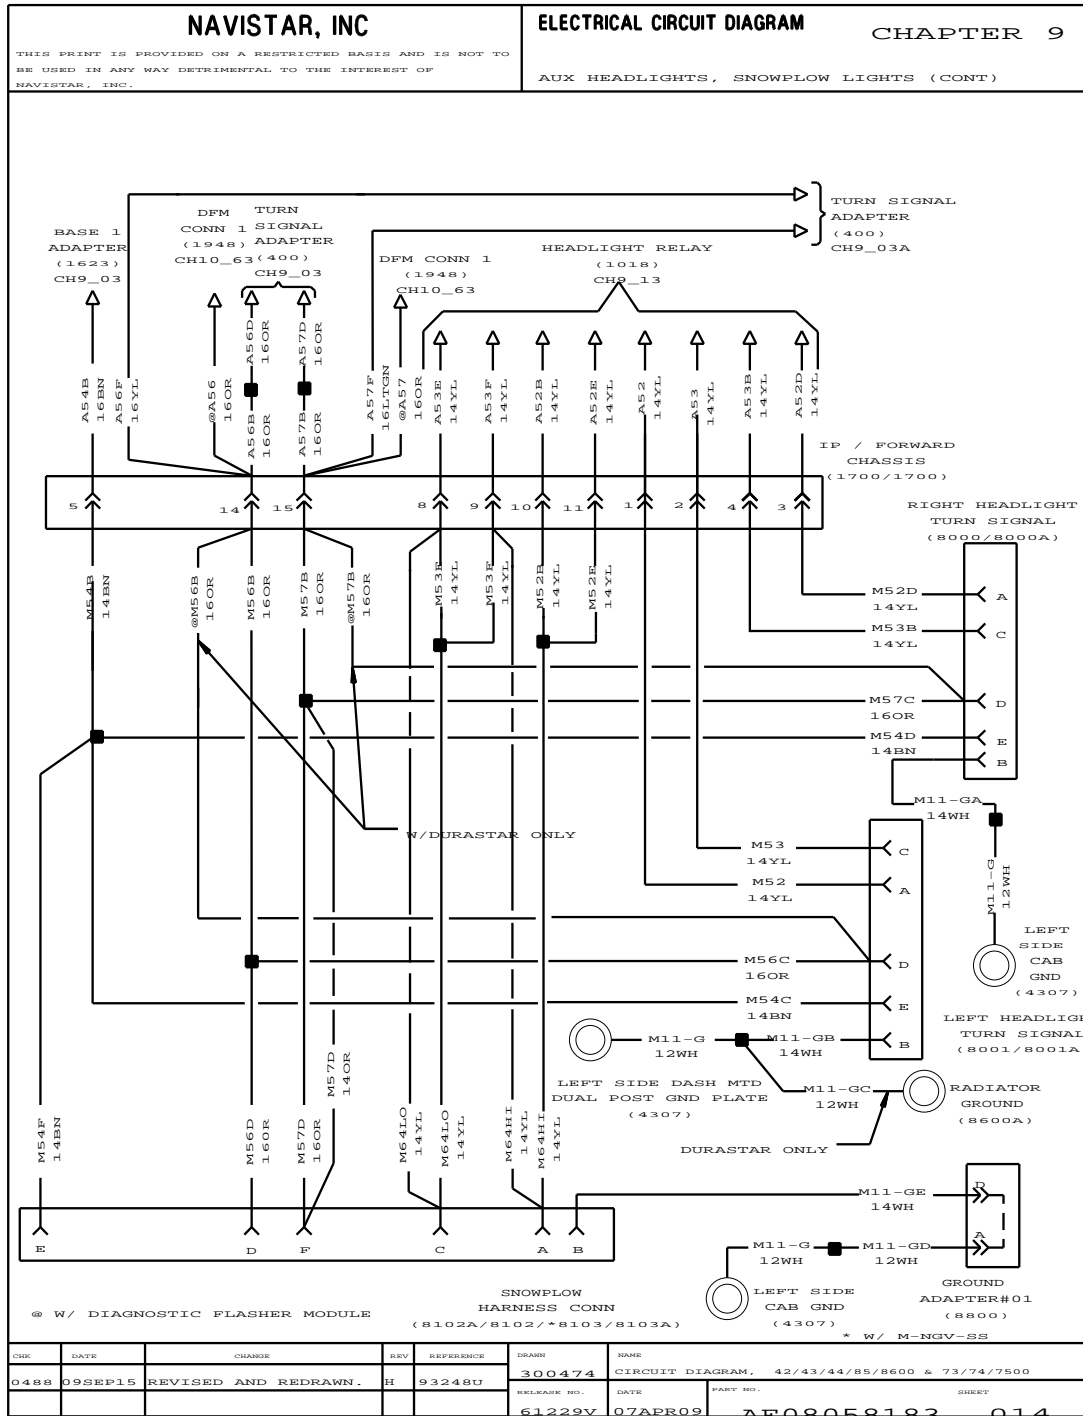 NAVISTAR, INC
THIS PRINT IS PROVIDED ON A RESTRICTED BASIS AND IS NOT TO
BE USED IN ANY WAY DETRIMENTAL TO THE INTEREST OF
NAVISTAR, INC.
ELECTRICAL CIRCUIT DIAGRAM
CHAPTER 9
AUX HEADLIGHTS, SNOWPLOW LIGHTS (CONT)
BASE 1
ADAPTER
(1623)
CH9_03
DFM
CONN 1
(1948)
CH10_63
TURN
SIGNAL
ADAPTER
(400)
CH9_03
DFM CONN 1
(1948)
CH10_63
HEADLIGHT RELAY
(1018)
CH9_13
TURN SIGNAL
ADAPTER
(400)
CH9_03A
A54B
16BN
A56F
16YL
@A56
16OR
A56D
16OR
A56B
16OR
A57D
16OR
A57B
16OR
A57F
16LTGN
@A57
16OR
A53E
14YL
A53F
14YL
A52B
14YL
A52E
14YL
A52
14YL
A53
14YL
A53B
14YL
A52D
14YL
IP / FORWARD
CHASSIS
(1700/1700)
5
14
15
8
9
10
11
1
2
4
3
M54B
14BN
@M56B
16OR
M56B
16OR
M57B
16OR
@M57B
16OR
M53E
14YL
M53F
14YL
M52B
14YL
M52E
14YL
RIGHT HEADLIGHT
TURN SIGNAL
(8000/8000A)
M52D
14YL
A
M53B
14YL
C
M57C
16OR
D
M54D
14BN
E
B
M11-GA
14WH
M11-G
12WH
LEFT
SIDE
CAB
GND
(4307)
W/DURASTAR ONLY
M53
14YL
C
M52
14YL
A
M56C
16OR
D
M54C
14BN
E
M11-G
12WH
M11-GB
14WH
B
LEFT HEADLIGH
TURN SIGNAL
(8001/8001A
LEFT SIDE DASH MTD
DUAL POST GND PLATE
(4307)
M11-GC
12WH
RADIATOR
GROUND
(8600A)
DURASTAR ONLY
M54F
14BN
M56D
16OR
M57D
16OR
M57D
14OR
M64LO
14YL
M64LO
14YL
M64HI
14YL
M64HI
14YL
E
D
F
C
A
B
M11-GE
14WH
D
M11-G
12WH
M11-GD
12WH
A
LEFT SIDE
CAB GND
(4307)
GROUND
ADAPTER#01
(8800)
* W/ M-NGV-SS
@ W/ DIAGNOSTIC FLASHER MODULE
SNOWPLOW
HARNESS CONN
(8102A/8102/*8103/8103A)
CHK
DATE
CHANGE
REV
REFERENCE
0488
09SEP15
REVISED AND REDRAWN.
H
93248U
DRAWN
300474
NAME
CIRCUIT DIAGRAM, 42/43/44/85/8600 & 73/74/7500
RELEASE NO.
61229V
DATE
07APR09
PART NO.
AE08058183
SHEET
014